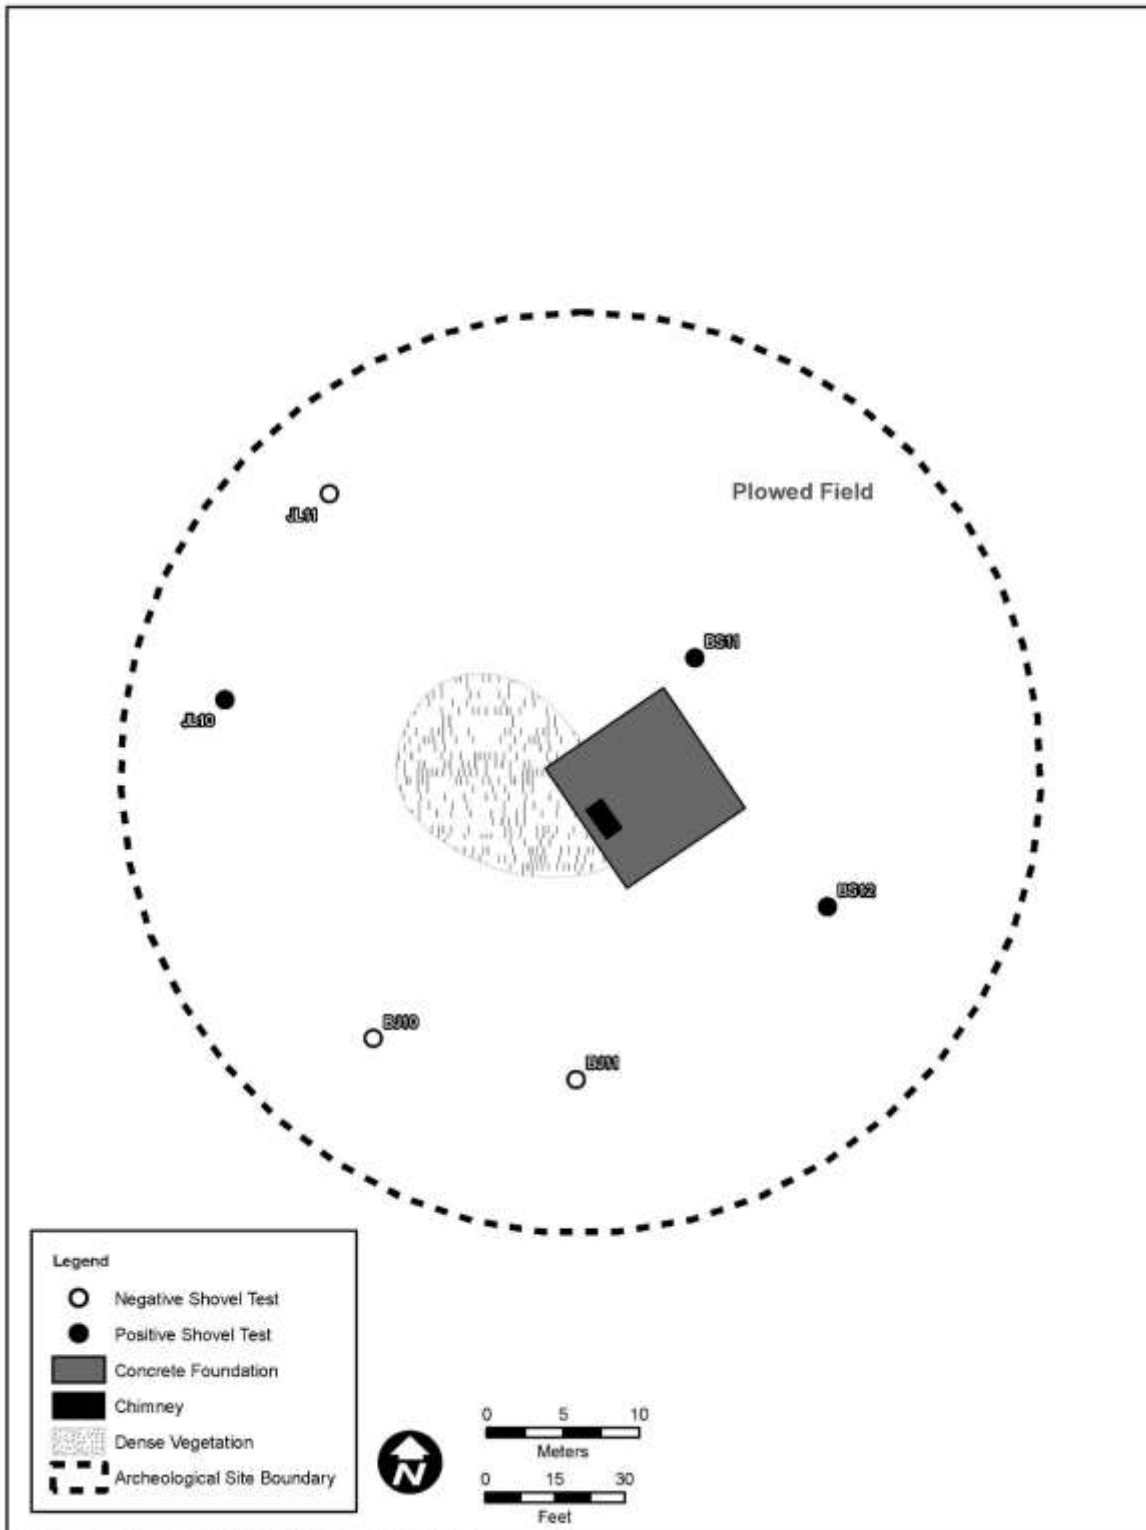 JL11
Plowed Field
BS11
JL10
BS12
BJ10
BJ11
Legend
Negative Shovel Test
Positive Shovel Test
Concrete Foundation
Chimney
Dense Vegetation
Archeological Site Boundary
N
0 5 10
Meters
0 15 30
Feet